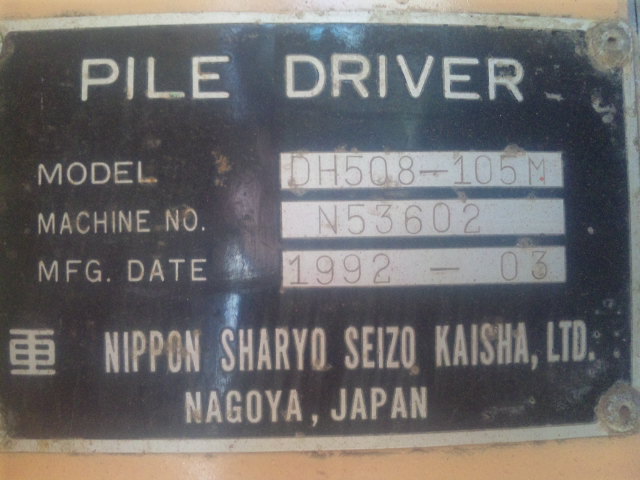 PILE DRIVER
MODEL DH508-105M
MACHINE NO. N53602
MFG. DATE 1992 - 03
NIPPON SHARYO SEIZO KAISHA, LTD.
NAGOYA, JAPAN